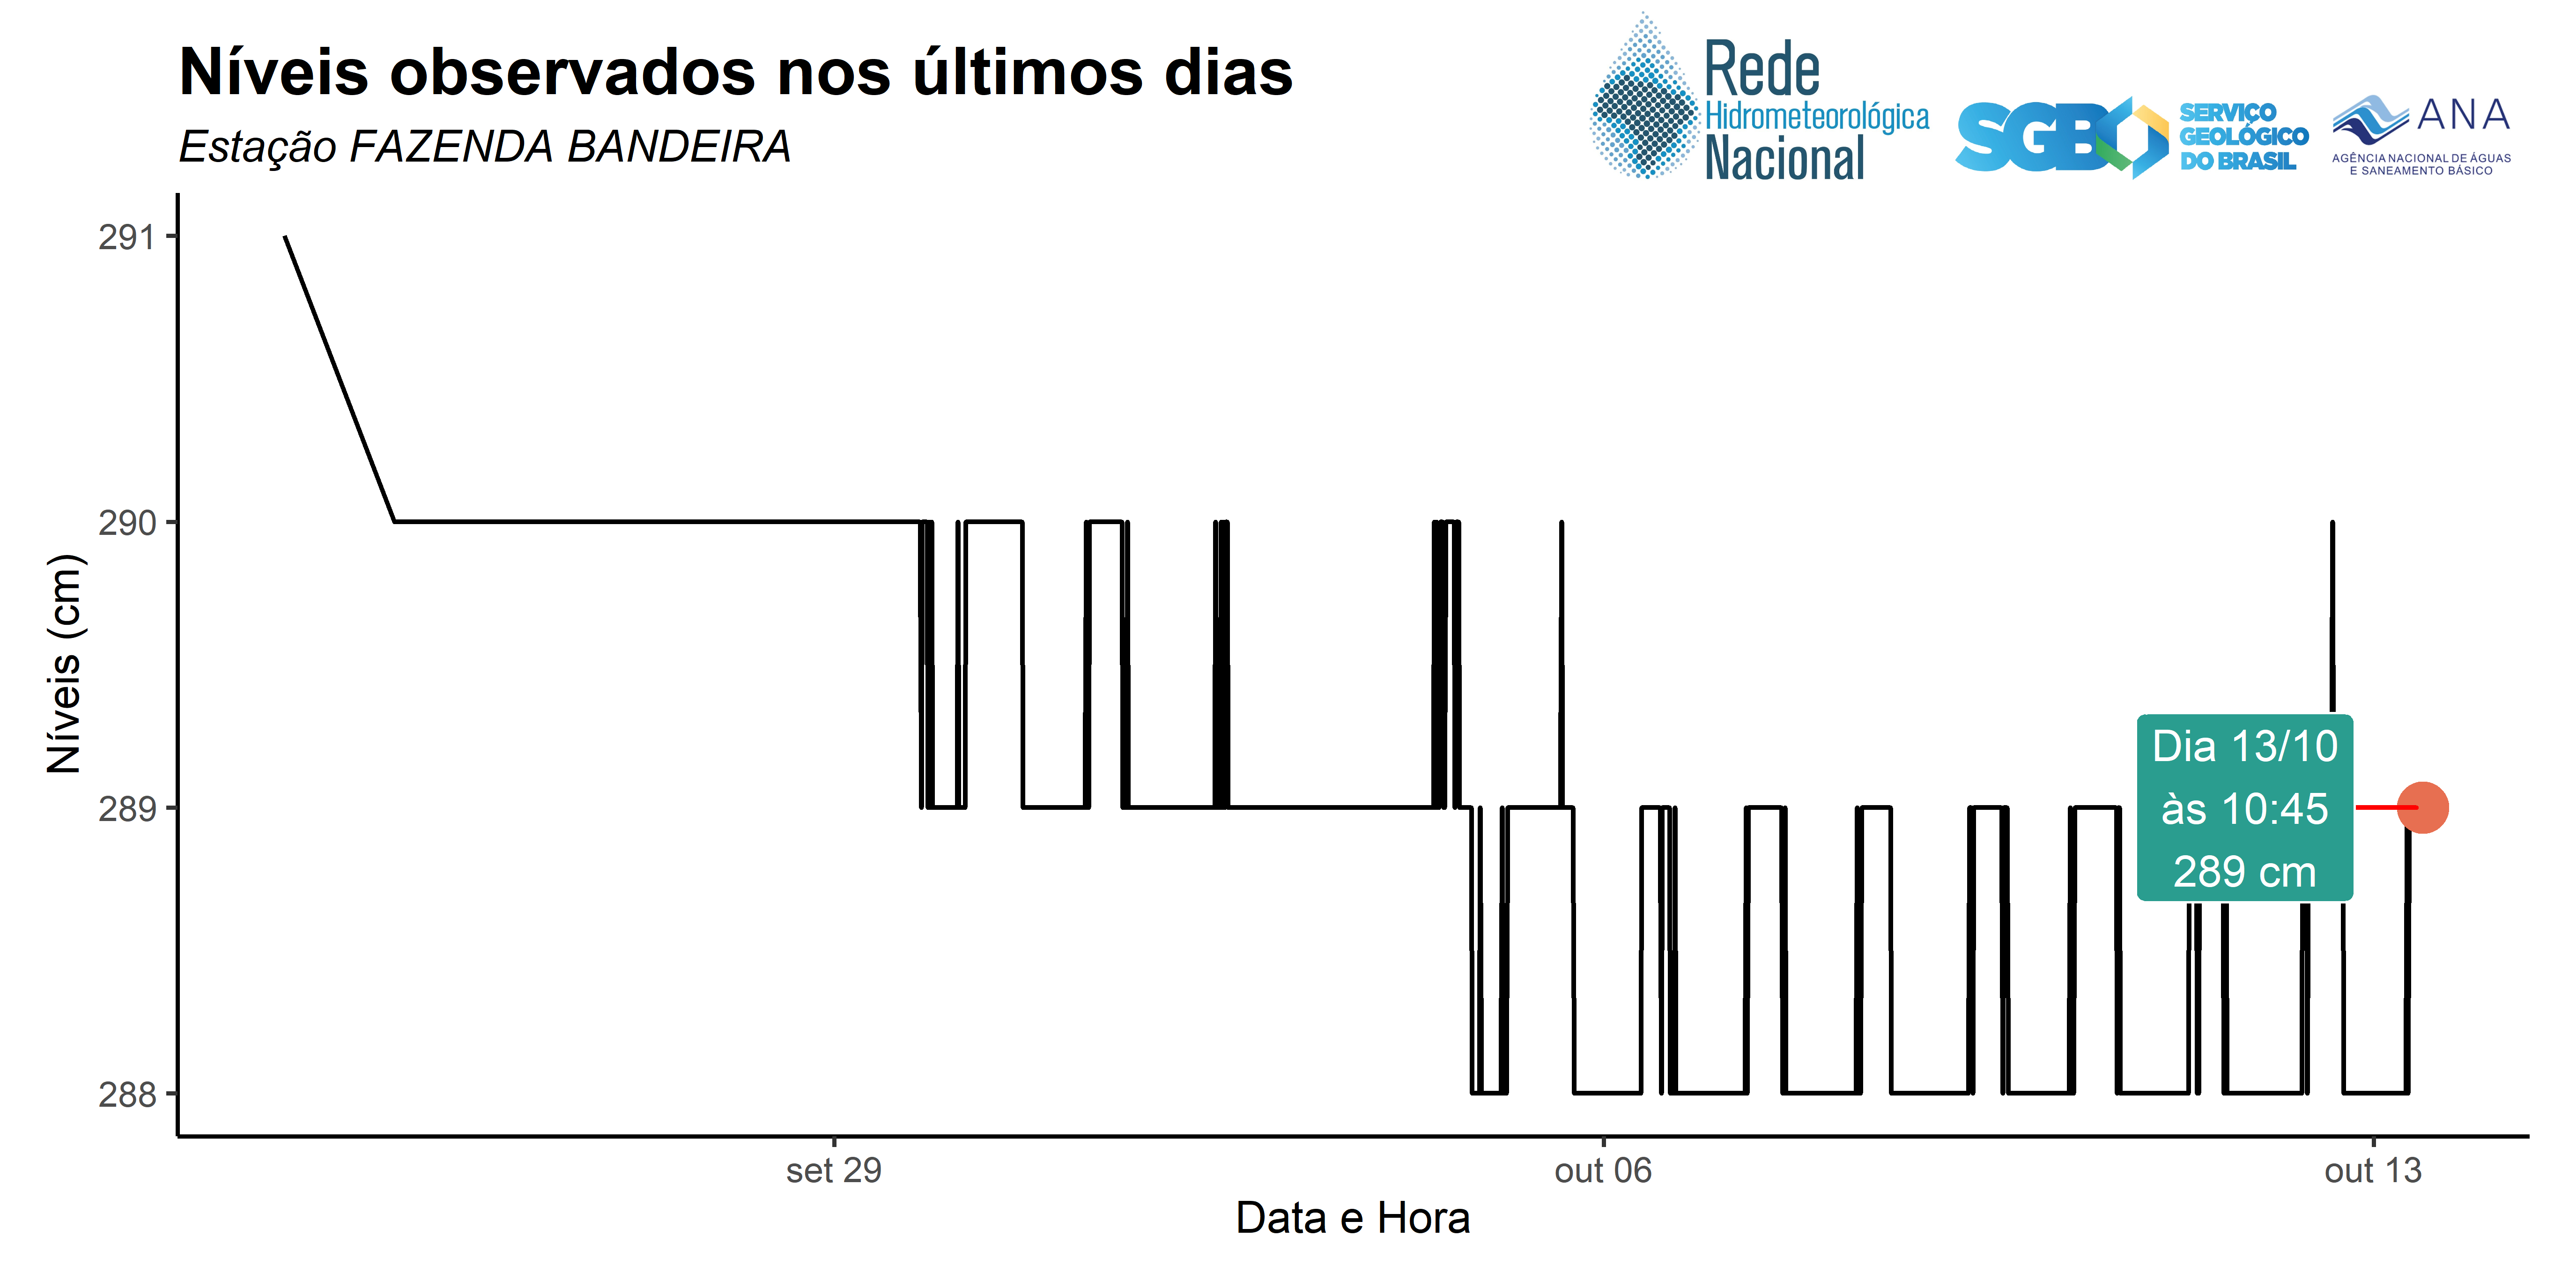 Níveis observados nos últimos dias
Estação FAZENDA BANDEIRA
Rede
Hidrometeorológica
Nacional
SGB
SERVIÇO
GEOLÓGICO
DO BRASIL
ANA
AGÊNCIA NACIONAL DE ÁGUAS
E SANEAMENTO BÁSICO
Níveis (cm)
291
290
289
288
Dia 13/10
às 10:45
289 cm
set 29
out 06
out 13
Data e Hora